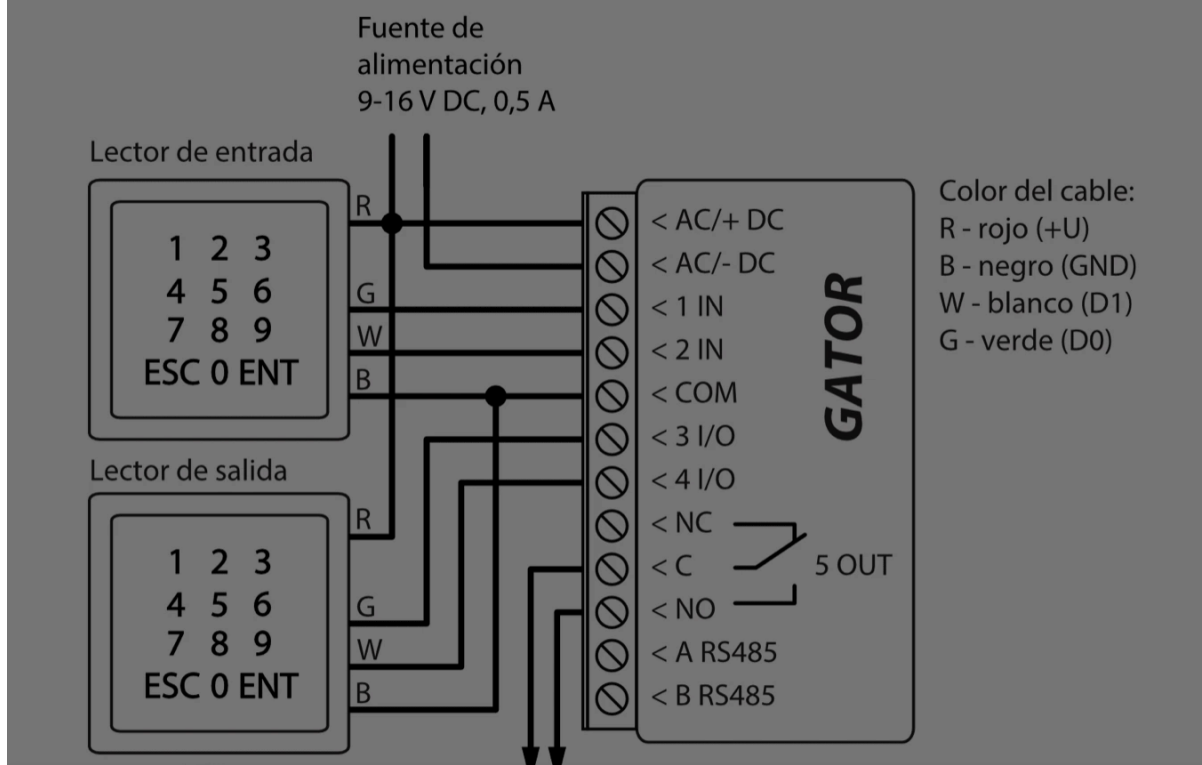 Fuente de
alimentación
9-16 V DC, 0,5 A
Lector de entrada
R
1 2 3
4 5 6
7 8 9
ESC 0 ENT
G
W
B
Lector de salida
R
1 2 3
4 5 6
7 8 9
ESC 0 ENT
G
W
B
< AC/+ DC
< AC/- DC
< 1 IN
< 2 IN
< COM
< 3 I/O
< 4 I/O
< NC
< C
< NO
< A RS485
< B RS485
5 OUT
GATOR
Color del cable:
R - rojo (+U)
B - negro (GND)
W - blanco (D1)
G - verde (D0)